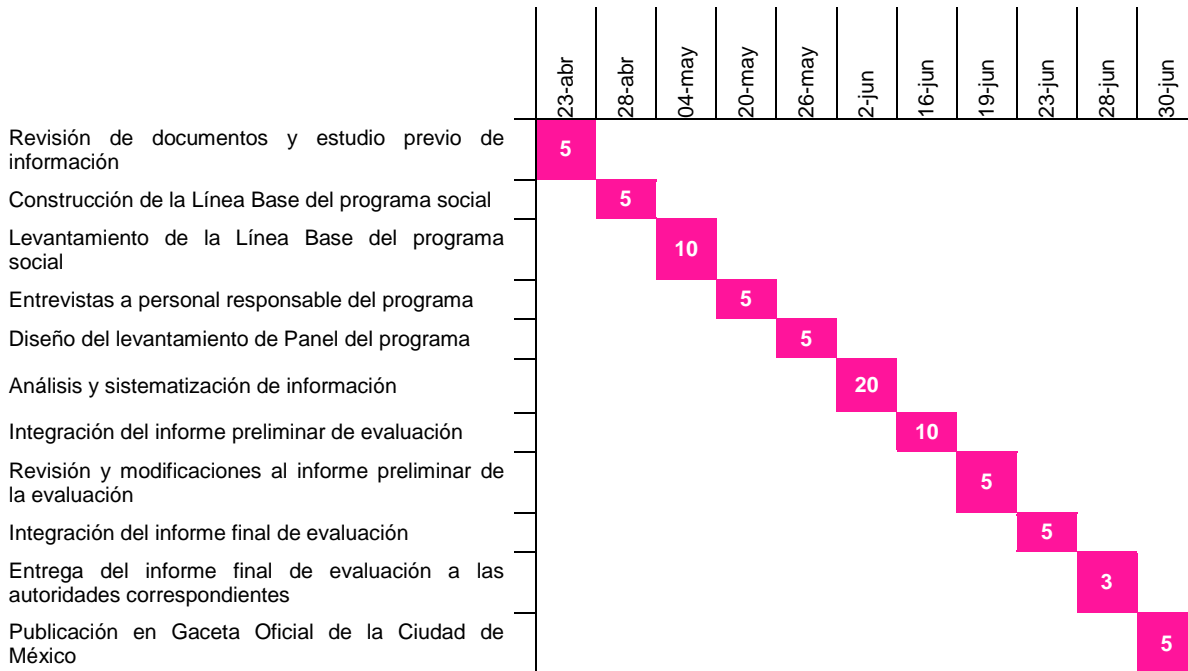 23-abr
28-abr
04-may
20-may
26-may
2-jun
16-jun
19-jun
23-jun
28-jun
30-jun
Revisión de documentos y estudio previo de
información
5
Construcción de la Línea Base del programa social
5
Levantamiento de la Línea Base del programa
social
10
Entrevistas a personal responsable del programa
5
Diseño del levantamiento de Panel del programa
5
Análisis y sistematización de información
20
Integración del informe preliminar de evaluación
10
Revisión y modificaciones al informe preliminar de
la evaluación
5
Integración del informe final de evaluación
5
Entrega del informe final de evaluación a las
autoridades correspondientes
3
Publicación en Gaceta Oficial de la Ciudad de
México
5